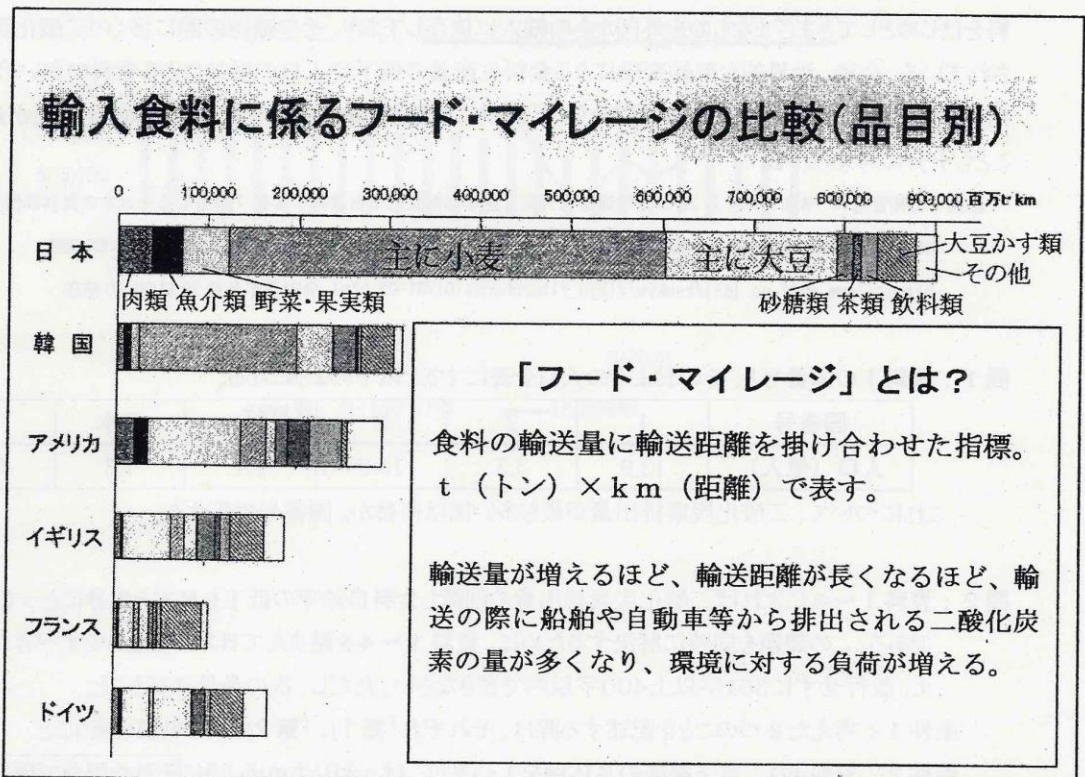 輸入食料に係るフード・マイレージの比較(品目別)
0 100,000 200,000 300,000 400,000 500,000 600,000 700,000 800,000 900,000 百万t・km
日本
主に小麦 主に大豆
大豆かす類
その他
肉類 魚介類 野菜・果実類
砂糖類 茶類 飲料類
韓国
アメリカ
イギリス
フランス
ドイツ
「フード・マイレージ」とは?
食料の輸送量に輸送距離を掛け合わせた指標。
t(トン)×km(距離)で表す。
輸送量が増えるほど、輸送距離が長くなるほど、輸
送の際に船舶や自動車等から排出される二酸化炭
素の量が多くなり、環境に対する負荷が増える。